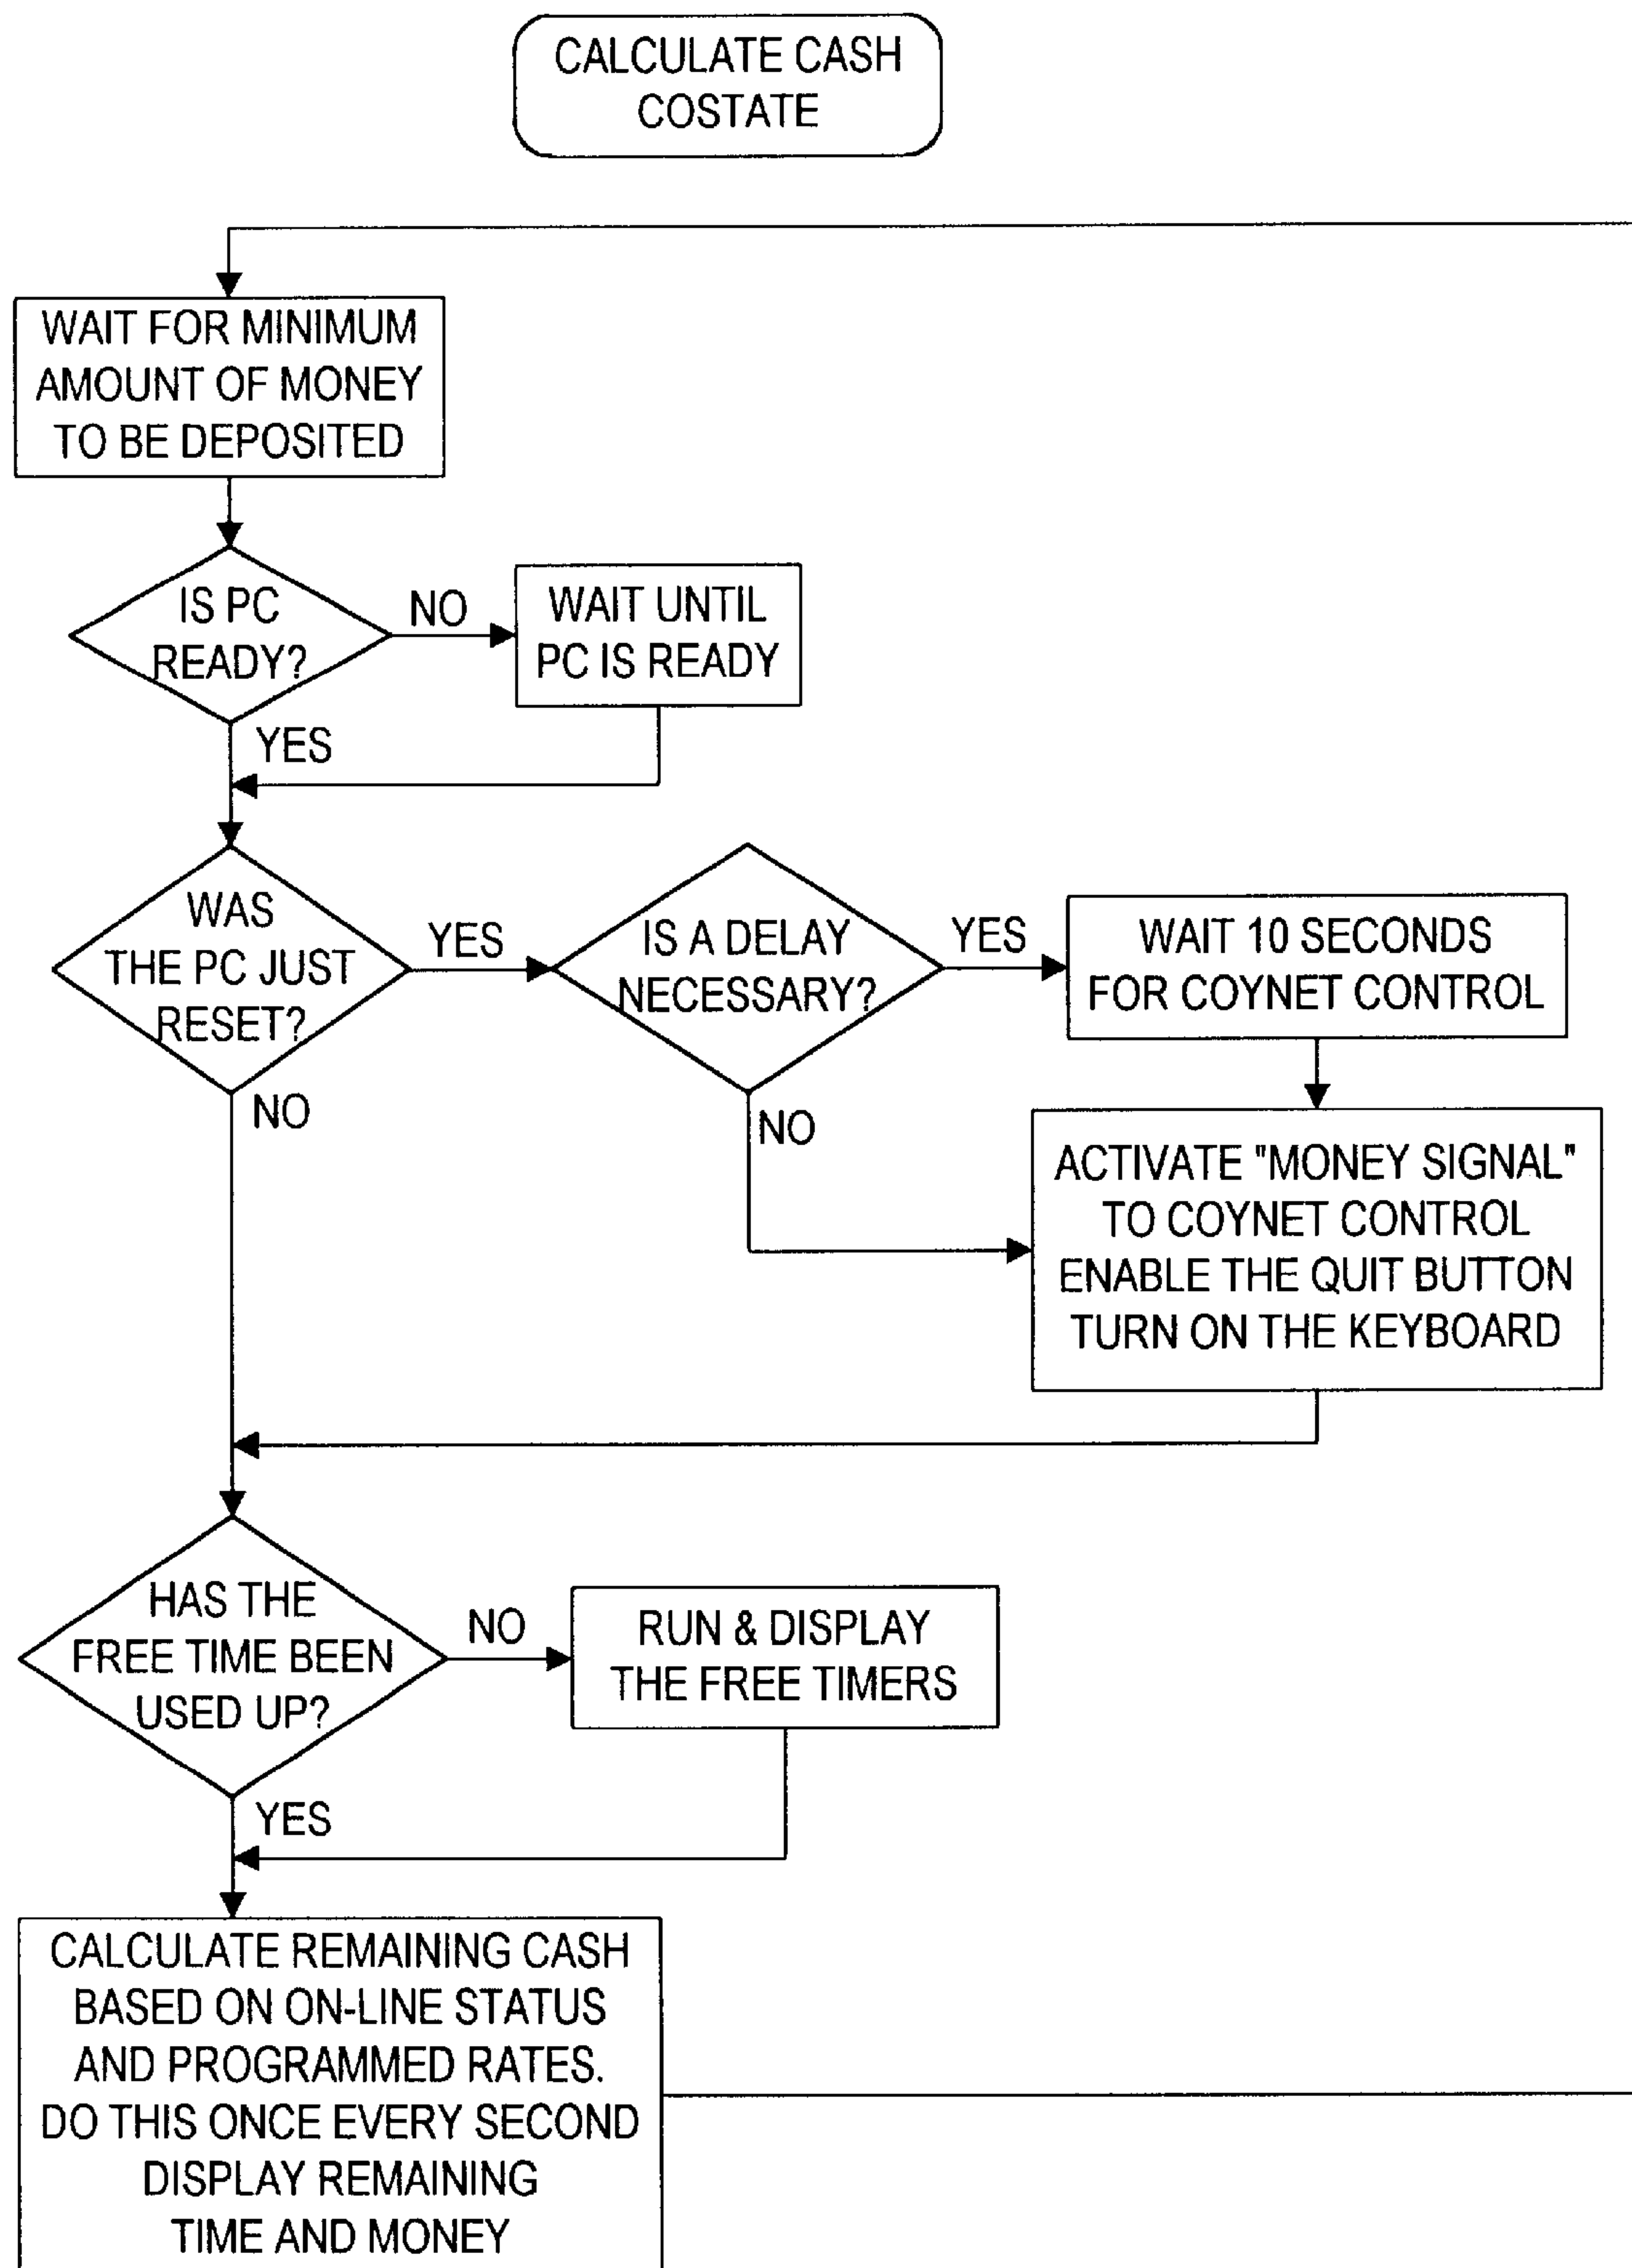 CALCULATE CASH
COSTATE
WAIT FOR MINIMUM
AMOUNT OF MONEY
TO BE DEPOSITED
IS PC
READY?
NO
WAIT UNTIL
PC IS READY
YES
WAS
THE PC JUST
RESET?
YES
IS A DELAY
NECESSARY?
YES
WAIT 10 SECONDS
FOR COYNET CONTROL
NO
NO
ACTIVATE "MONEY SIGNAL"
TO COYNET CONTROL
ENABLE THE QUIT BUTTON
TURN ON THE KEYBOARD
HAS THE
FREE TIME BEEN
USED UP?
NO
RUN & DISPLAY
THE FREE TIMERS
YES
CALCULATE REMAINING CASH
BASED ON ON-LINE STATUS
AND PROGRAMMED RATES.
DO THIS ONCE EVERY SECOND
DISPLAY REMAINING
TIME AND MONEY